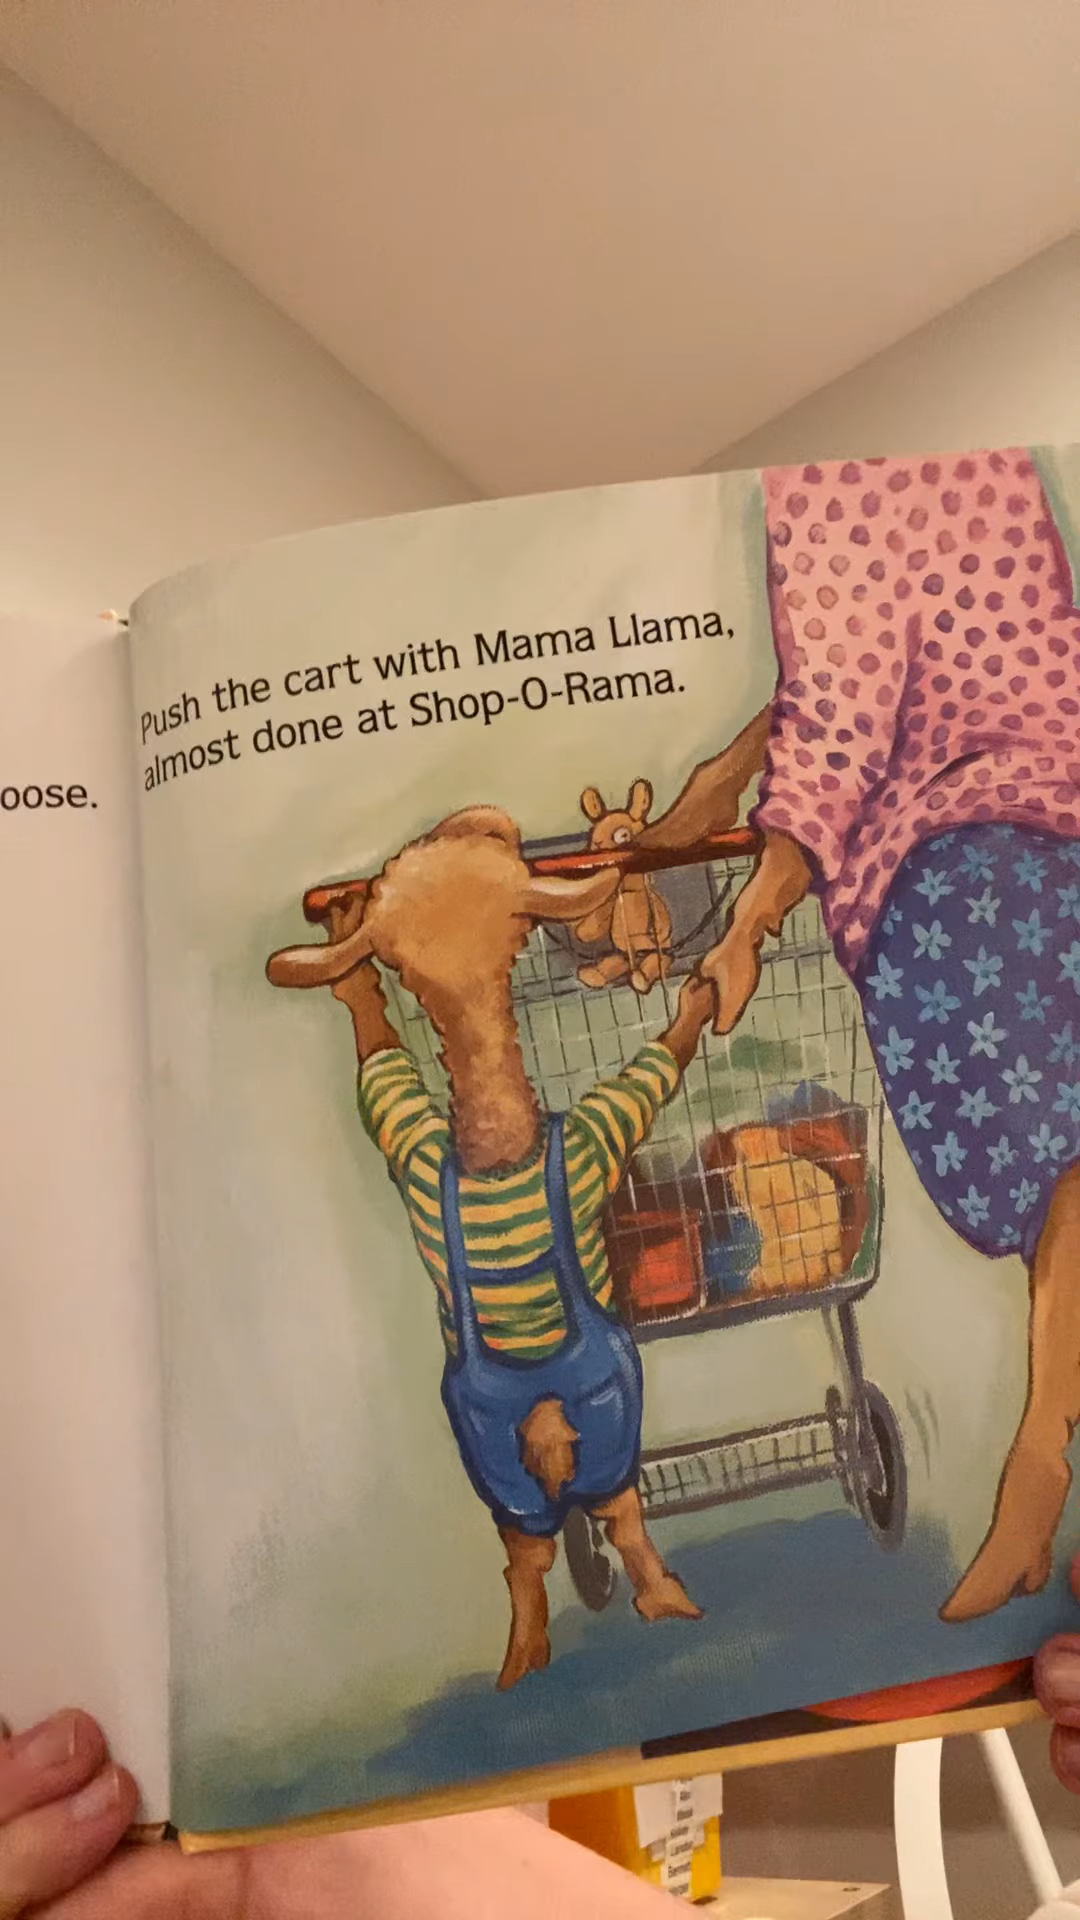 oose.
Push the cart with Mama Llama,
almost done at Shop-O-Rama.